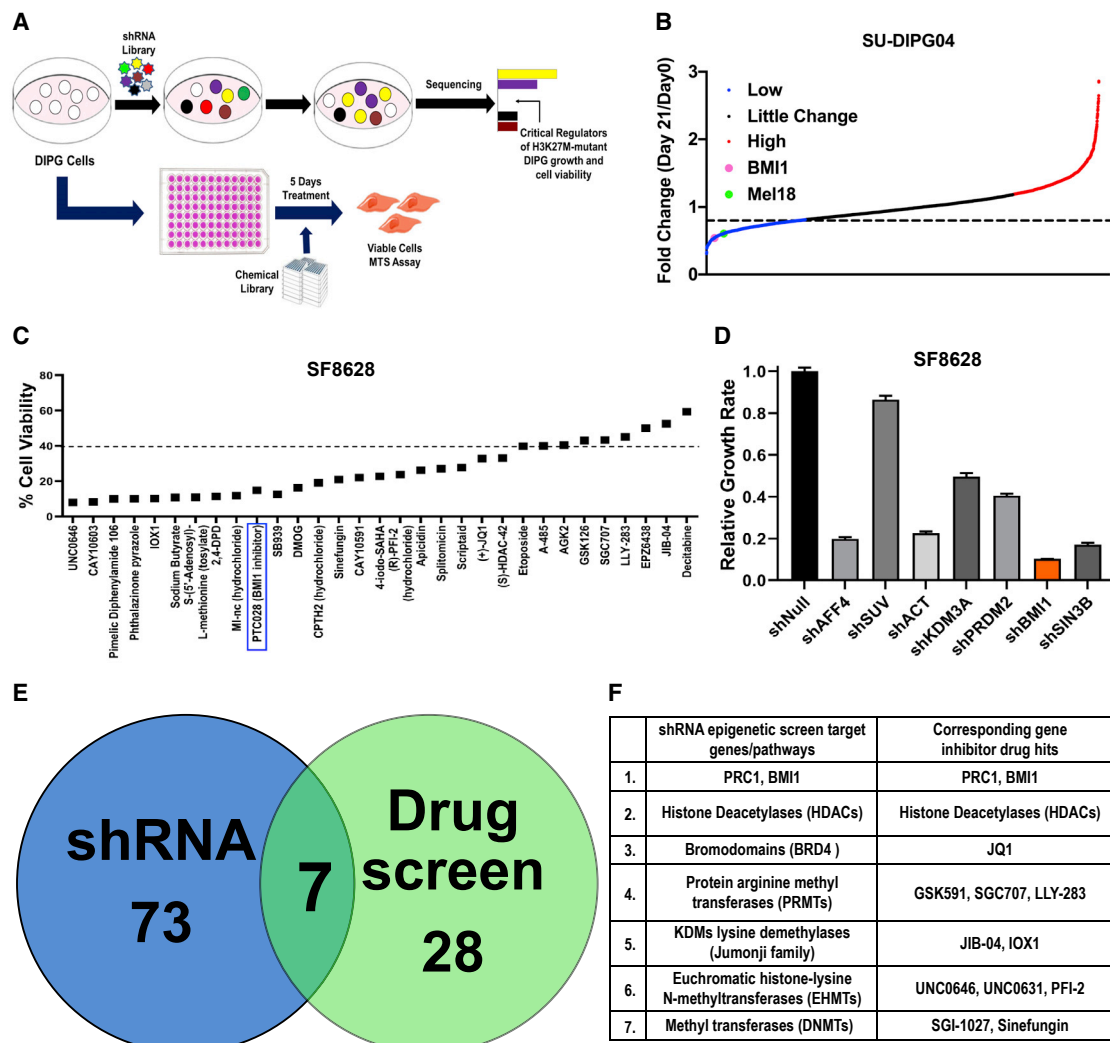 A
shRNA
Library
Sequencing
Critical Regulators
of H3K27M-mutant
DIPG growth and
cell viability
DIPG Cells
5 Days
Treatment
Chemical
Library
Viable Cells
MTS Assay
B
SU-DIPG04
Fold Change (Day 21/Day0)
3
2
1
0
Low
Little Change
High
BMI1
Mel18
C
SF8628
% Cell Viability
80
60
40
20
0
UNC0646
CAY10603
Pimelic Diphenylamide 106
Phthalazinone pyrazole
IOX1
Sodium Butyrate
S-(5'-Adenosyl)-
L-methionine (tosylate)
2,4-DPD
MI-nc (hydrochloride)
PTC028 (BMI1 inhibitor)
SB939
DMOG
CPTH2 (hydrochloride)
Sinefungin
CAY10591
4-iodo-SAHA
(R)-PFI-2
(hydrochloride)
Apicidin
Splitomicin
Scriptaid
(+)-JQ1
(S)-HDAC-42
Etoposide
A-485
AGK2
GSK126
SGC707
LLY-283
EPZ6438
JIB-04
Decitabine
D
SF8628
Relative Growth Rate
1.0
0.8
0.6
0.4
0.2
0.0
shNull
shAFF4
shSUV
shACT
shKDM3A
shPRDM2
shBMI1
shSIN3B
E
shRNA
73
7
Drug
screen
28
F
shRNA epigenetic screen target
genes/pathways
Corresponding gene
inhibitor drug hits
1.
PRC1, BMI1
PRC1, BMI1
2.
Histone Deacetylases (HDACs)
Histone Deacetylases (HDACs)
3.
Bromodomains (BRD4 )
JQ1
4.
Protein arginine methyl
transferases (PRMTs)
GSK591, SGC707, LLY-283
5.
KDMs lysine demethylases
(Jumonji family)
JIB-04, IOX1
6.
Euchromatic histone-lysine
N-methyltransferases (EHMTs)
UNC0646, UNC0631, PFI-2
7.
Methyl transferases (DNMTs)
SGI-1027, Sinefungin